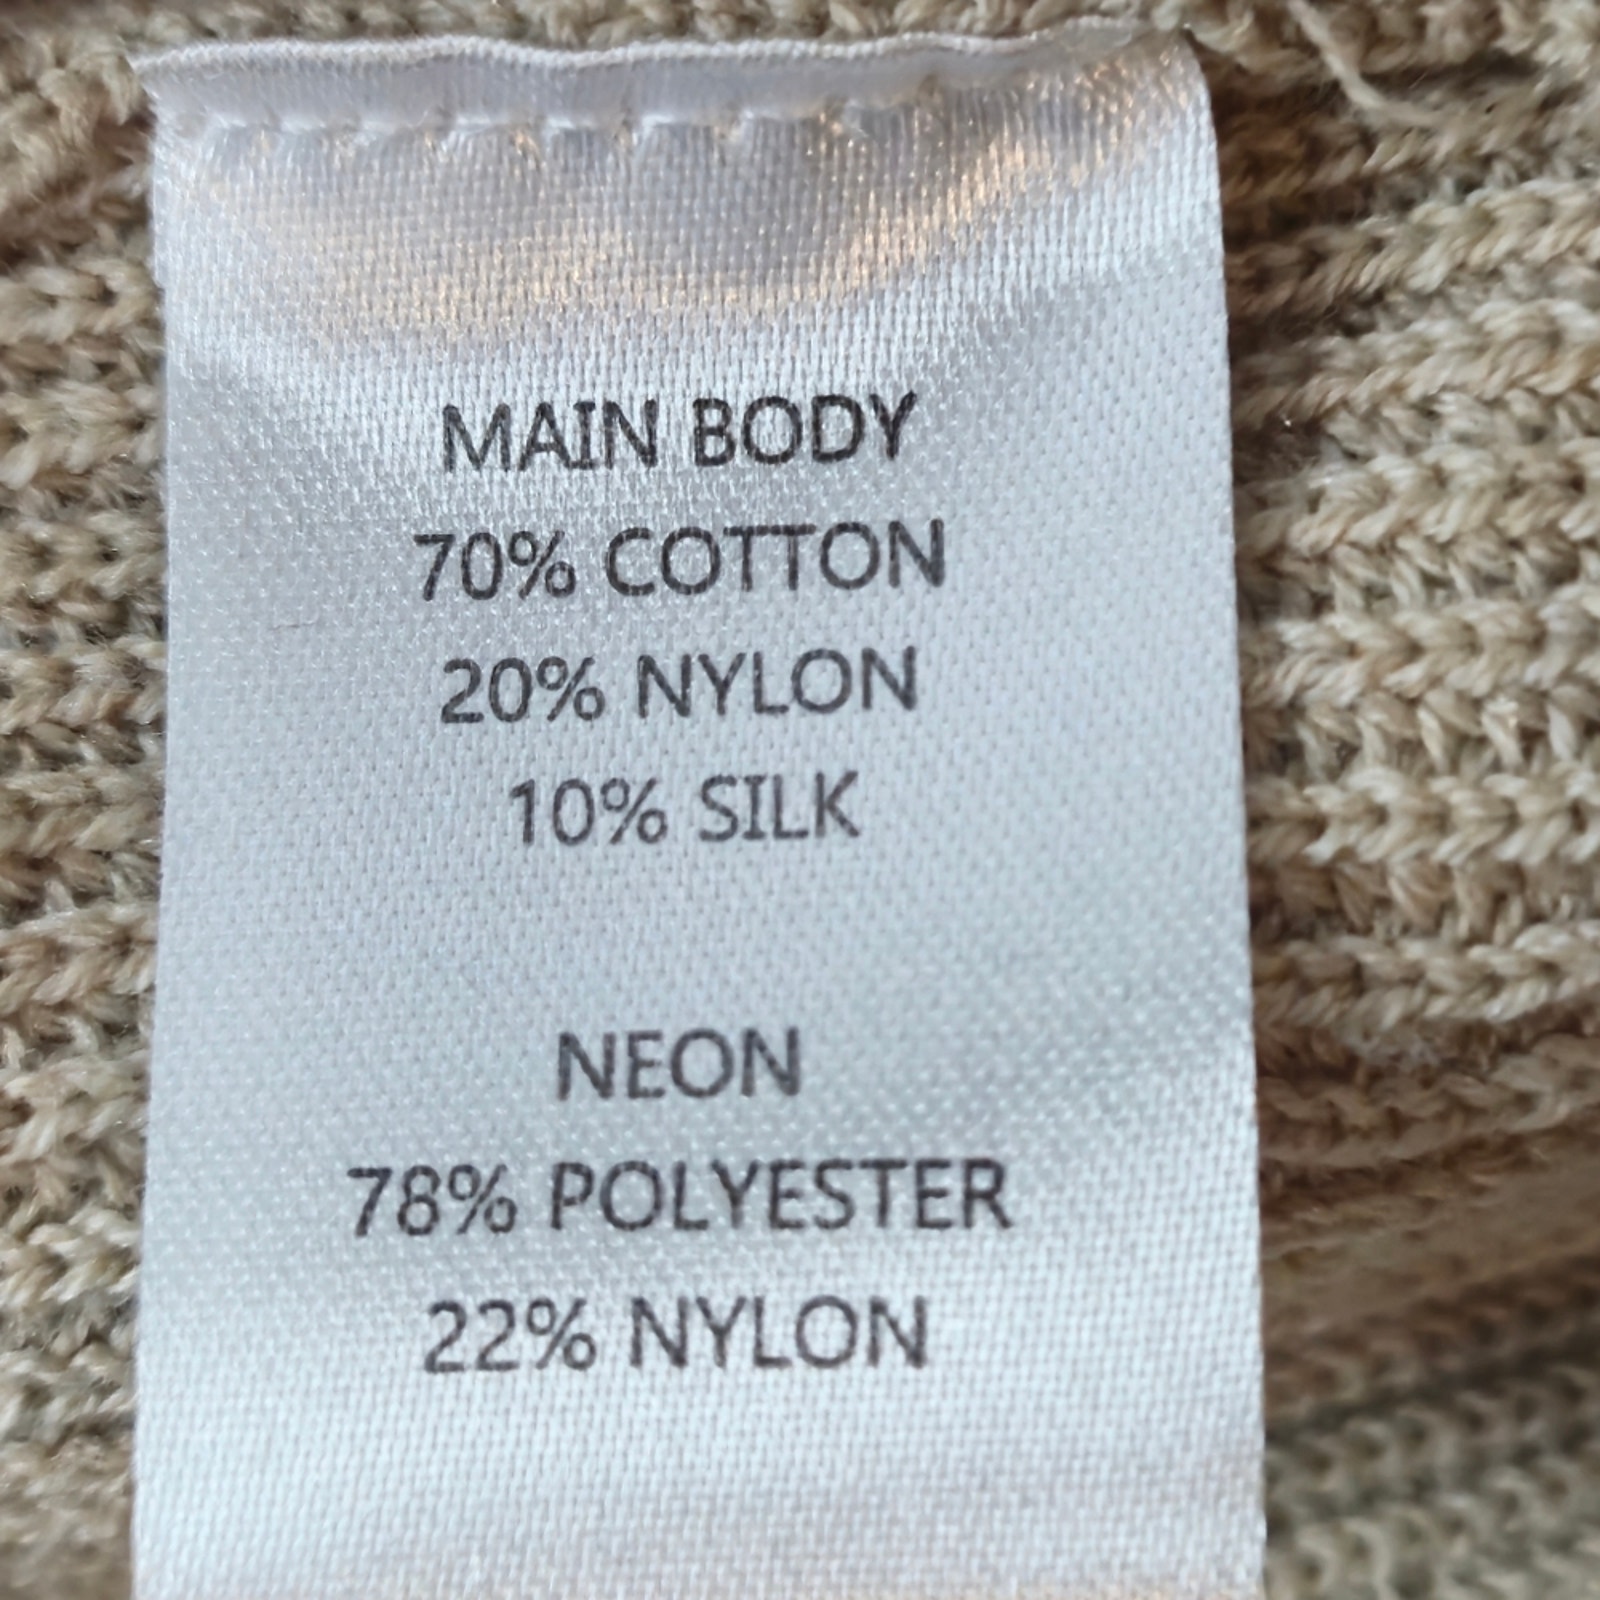 MAIN BODY
70% COTTON
20% NYLON
10% SILK
NEON
78% POLYESTER
22% NYLON